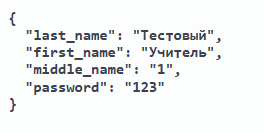 {
"last_name": "Тестовый",
"first_name": "Учитель",
"middle_name": "1",
"password": "123"
}